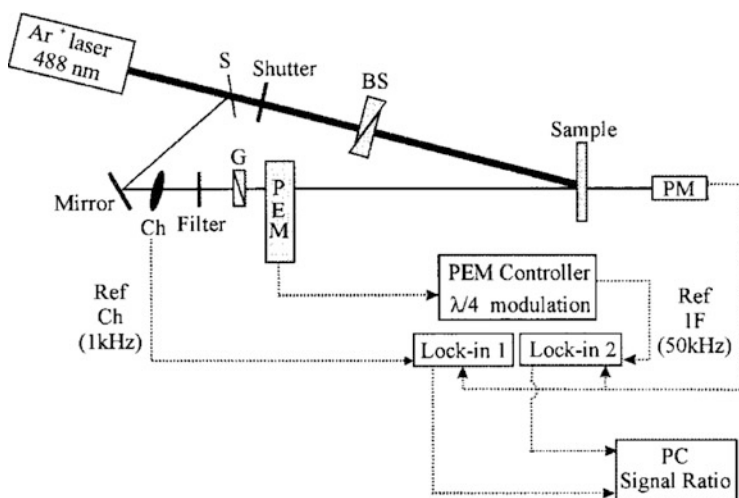 Ar⁺ laser
488 nm
S
Shutter
BS
Sample
G
PEM
PM
Mirror
Ch
Filter
PEM Controller
λ/4 modulation
Ref
Ch
(1kHz)
Ref
1F
(50kHz)
Lock-in 1
Lock-in 2
PC
Signal Ratio